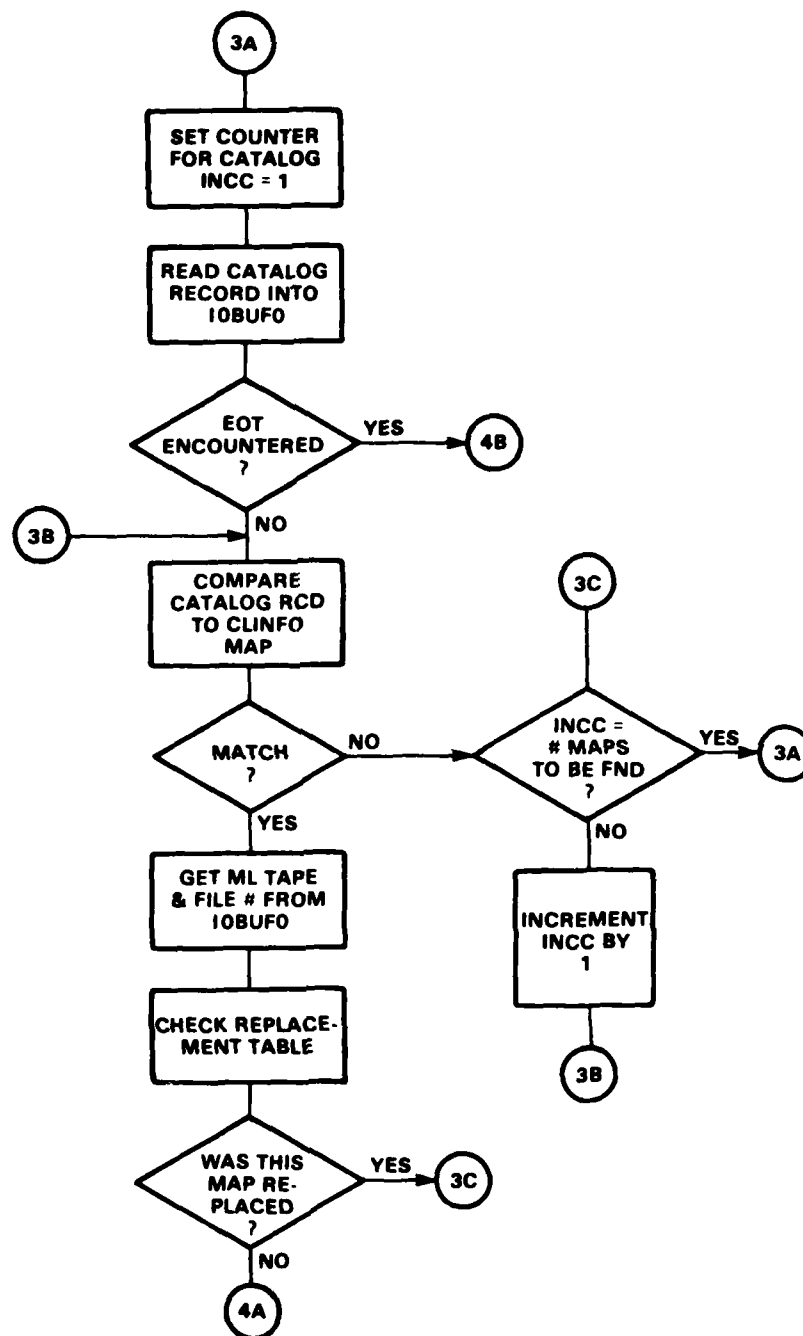 3A
SET COUNTER
FOR CATALOG
INCC = 1
READ CATALOG
RECORD INTO
IOBUFO
EOT
ENCOUNTERED
?
YES
4B
NO
3B
COMPARE
CATALOG RCD
TO CLINFO
MAP
3C
MATCH
?
NO
INCC =
# MAPS
TO BE FND
?
YES
3A
YES
NO
GET ML TAPE
& FILE # FROM
IOBUFO
INCREMENT
INCC BY
1
CHECK REPLACE-
MENT TABLE
3B
WAS THIS
MAP RE-
PLACED
?
YES
3C
NO
4A